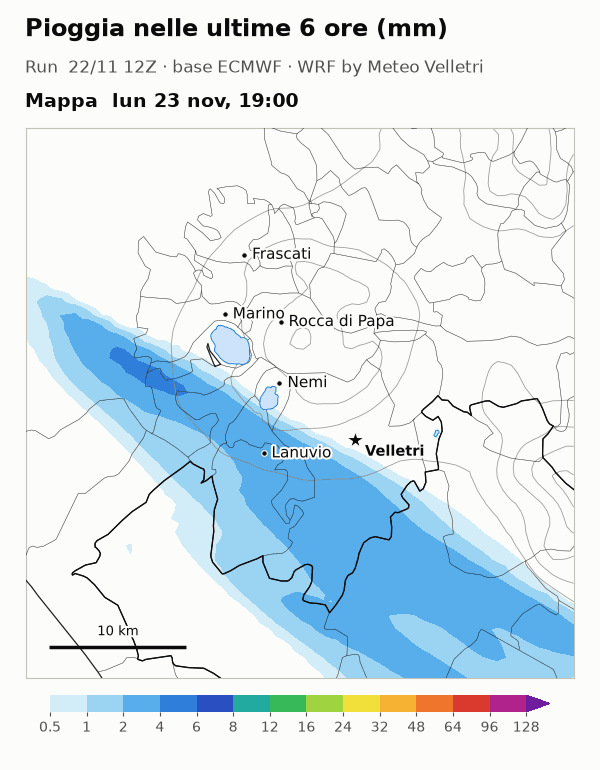 Pioggia nelle ultime 6 ore (mm)
Run  22/11 12Z · base ECMWF · WRF by Meteo Velletri
Mappa  lun 23 nov, 19:00
Frascati
Marino
Rocca di Papa
Nemi
Velletri
Lanuvio
10 km
0.5 1 2 4 6 8 12 16 24 32 48 64 96 128